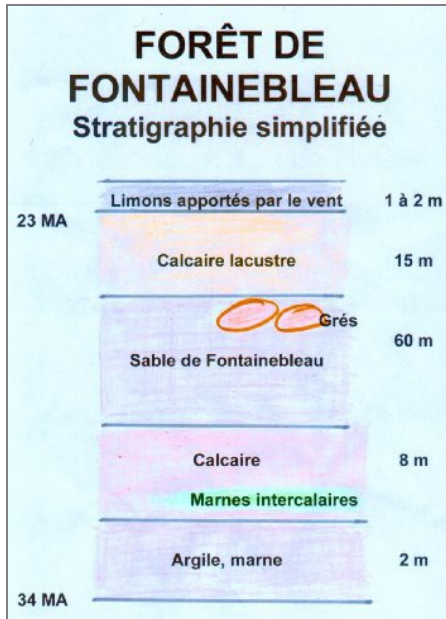 FORÊT DE
FONTAINEBLEAU
Stratigraphie simplifiée
Limons apportés par le vent 1 à 2 m
23 MA
Calcaire lacustre 15 m
Grés
60 m
Sable de Fontainebleau
Calcaire 8 m
Marnes intercalaires
Argile, marne 2 m
34 MA